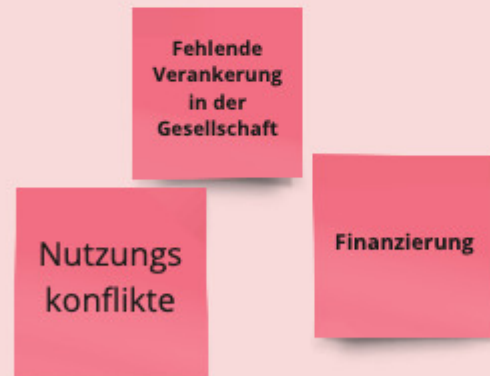 Fehlende
Verankerung
in der
Gesellschaft
Nutzungs
konflikte
Finanzierung